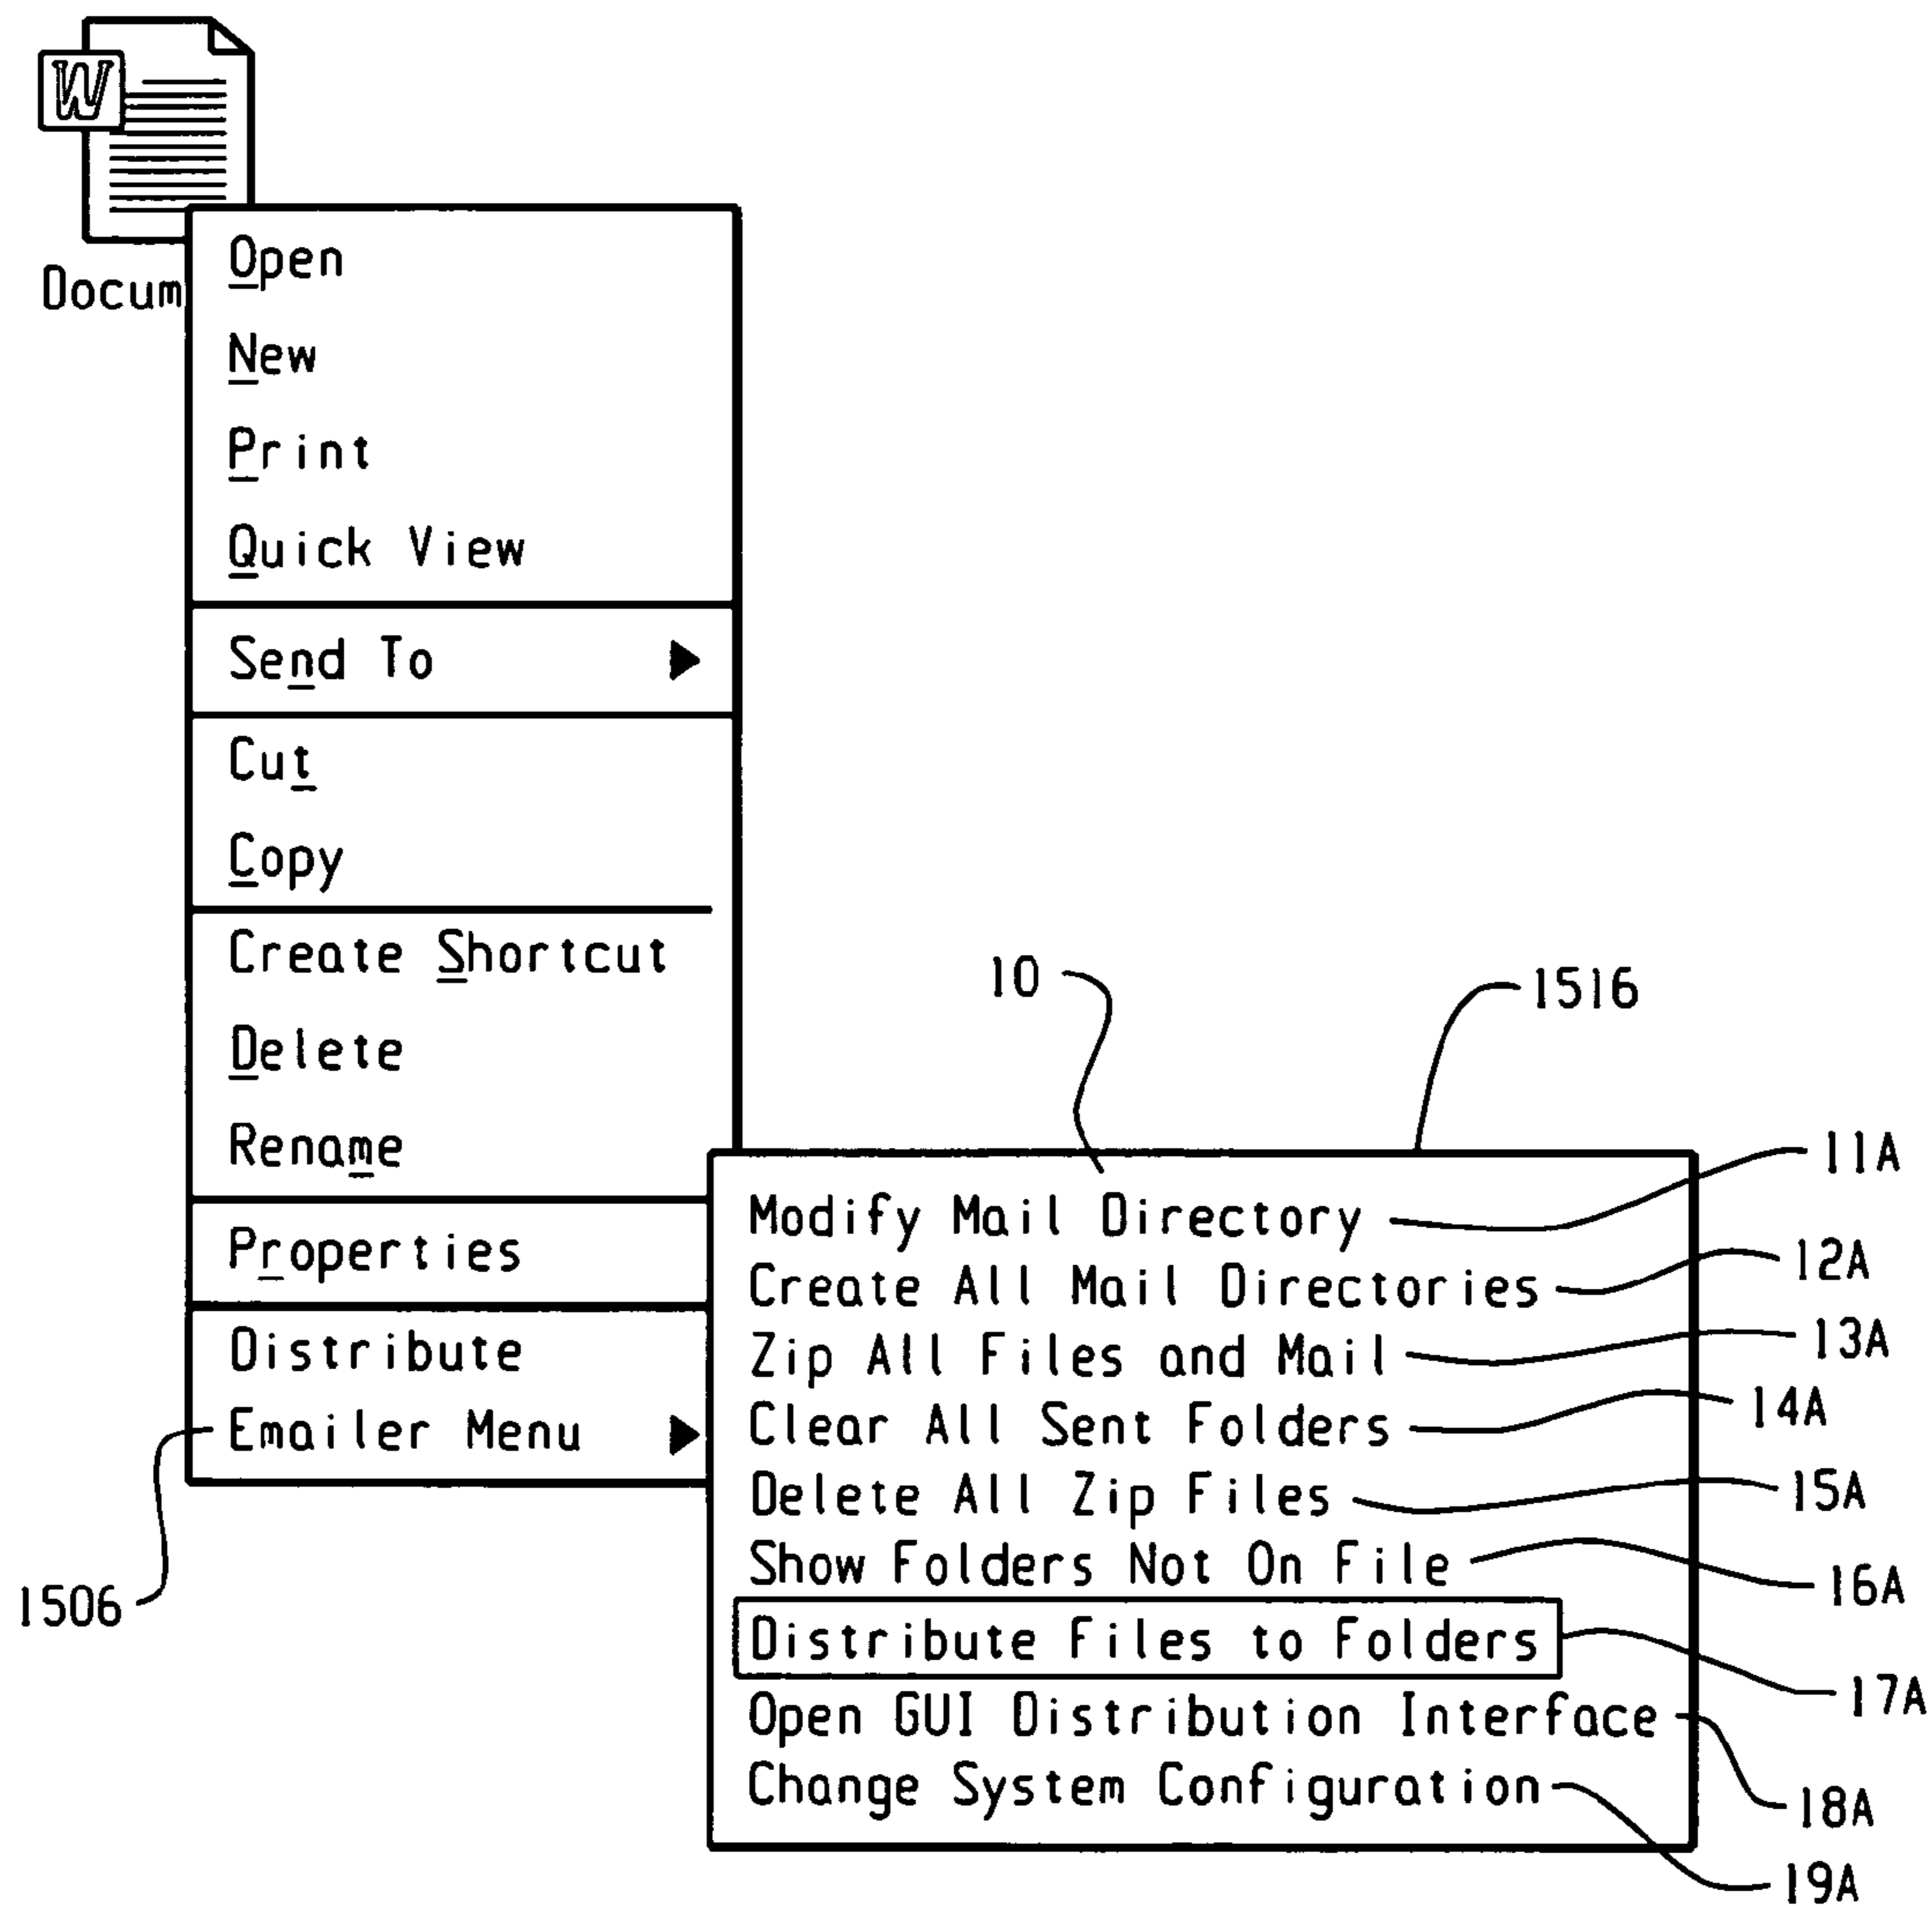 W
Docum
Open
New
Print
Quick View
Send To
Cut
Copy
Create Shortcut
Delete
Rename
Properties
Distribute
Emailer Menu
1506
10
1516
Modify Mail Directory
11A
Create All Mail Directories
12A
Zip All Files and Mail
13A
Clear All Sent Folders
14A
Delete All Zip Files
15A
Show Folders Not On File
16A
Distribute Files to Folders
17A
Open GUI Distribution Interface
18A
Change System Configuration
19A